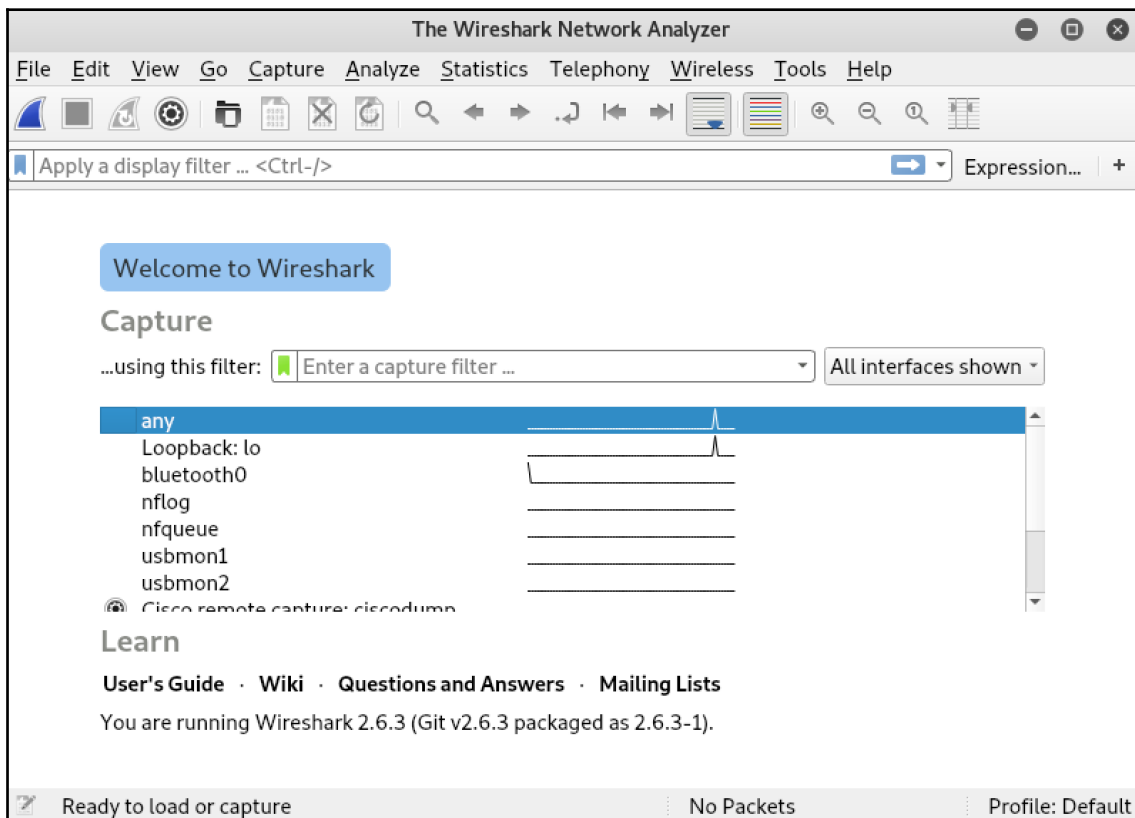 The Wireshark Network Analyzer
File Edit View Go Capture Analyze Statistics Telephony Wireless Tools Help
Apply a display filter ... <Ctrl-/> Expression... +
Welcome to Wireshark
Capture
...using this filter: Enter a capture filter ... All interfaces shown
any
Loopback: lo
bluetooth0
nflog
nfqueue
usbmon1
usbmon2
Cisco remote capture: ciscodump
Learn
User's Guide · Wiki · Questions and Answers · Mailing Lists
You are running Wireshark 2.6.3 (Git v2.6.3 packaged as 2.6.3-1).
Ready to load or capture No Packets Profile: Default